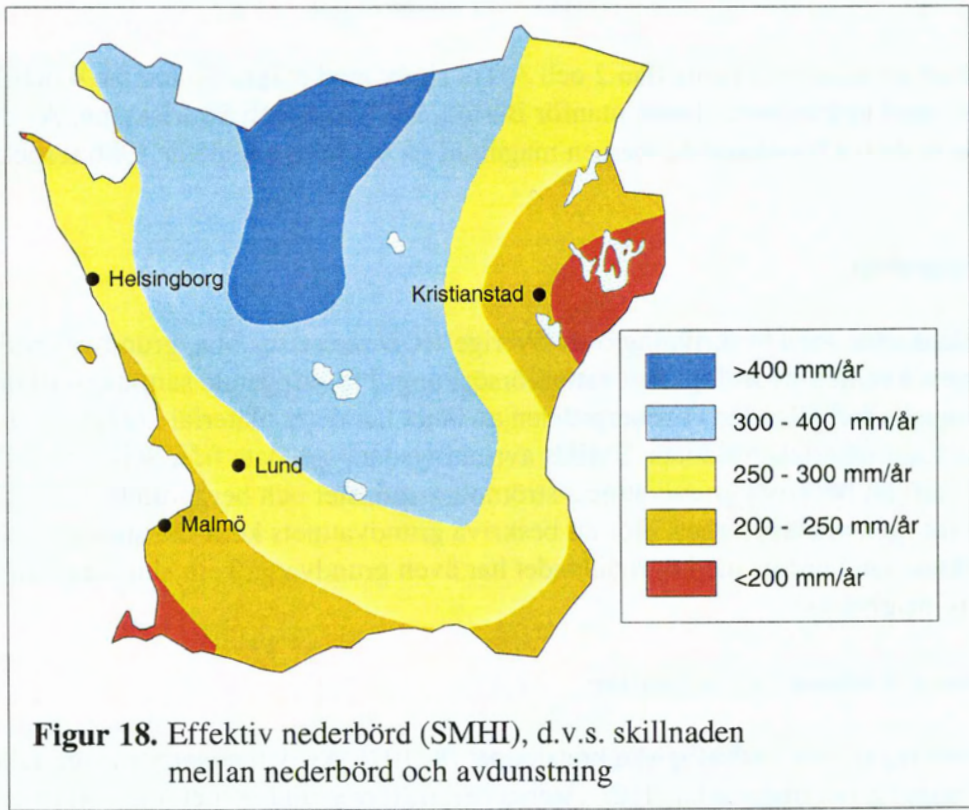 Helsingborg
Kristianstad
>400 mm/år
300 - 400 mm/år
Lund
250 - 300 mm/år
Malmö
200 - 250 mm/år
<200 mm/år
Figur 18. Effektiv nederbörd (SMHI), d.v.s. skillnaden
mellan nederbörd och avdunstning